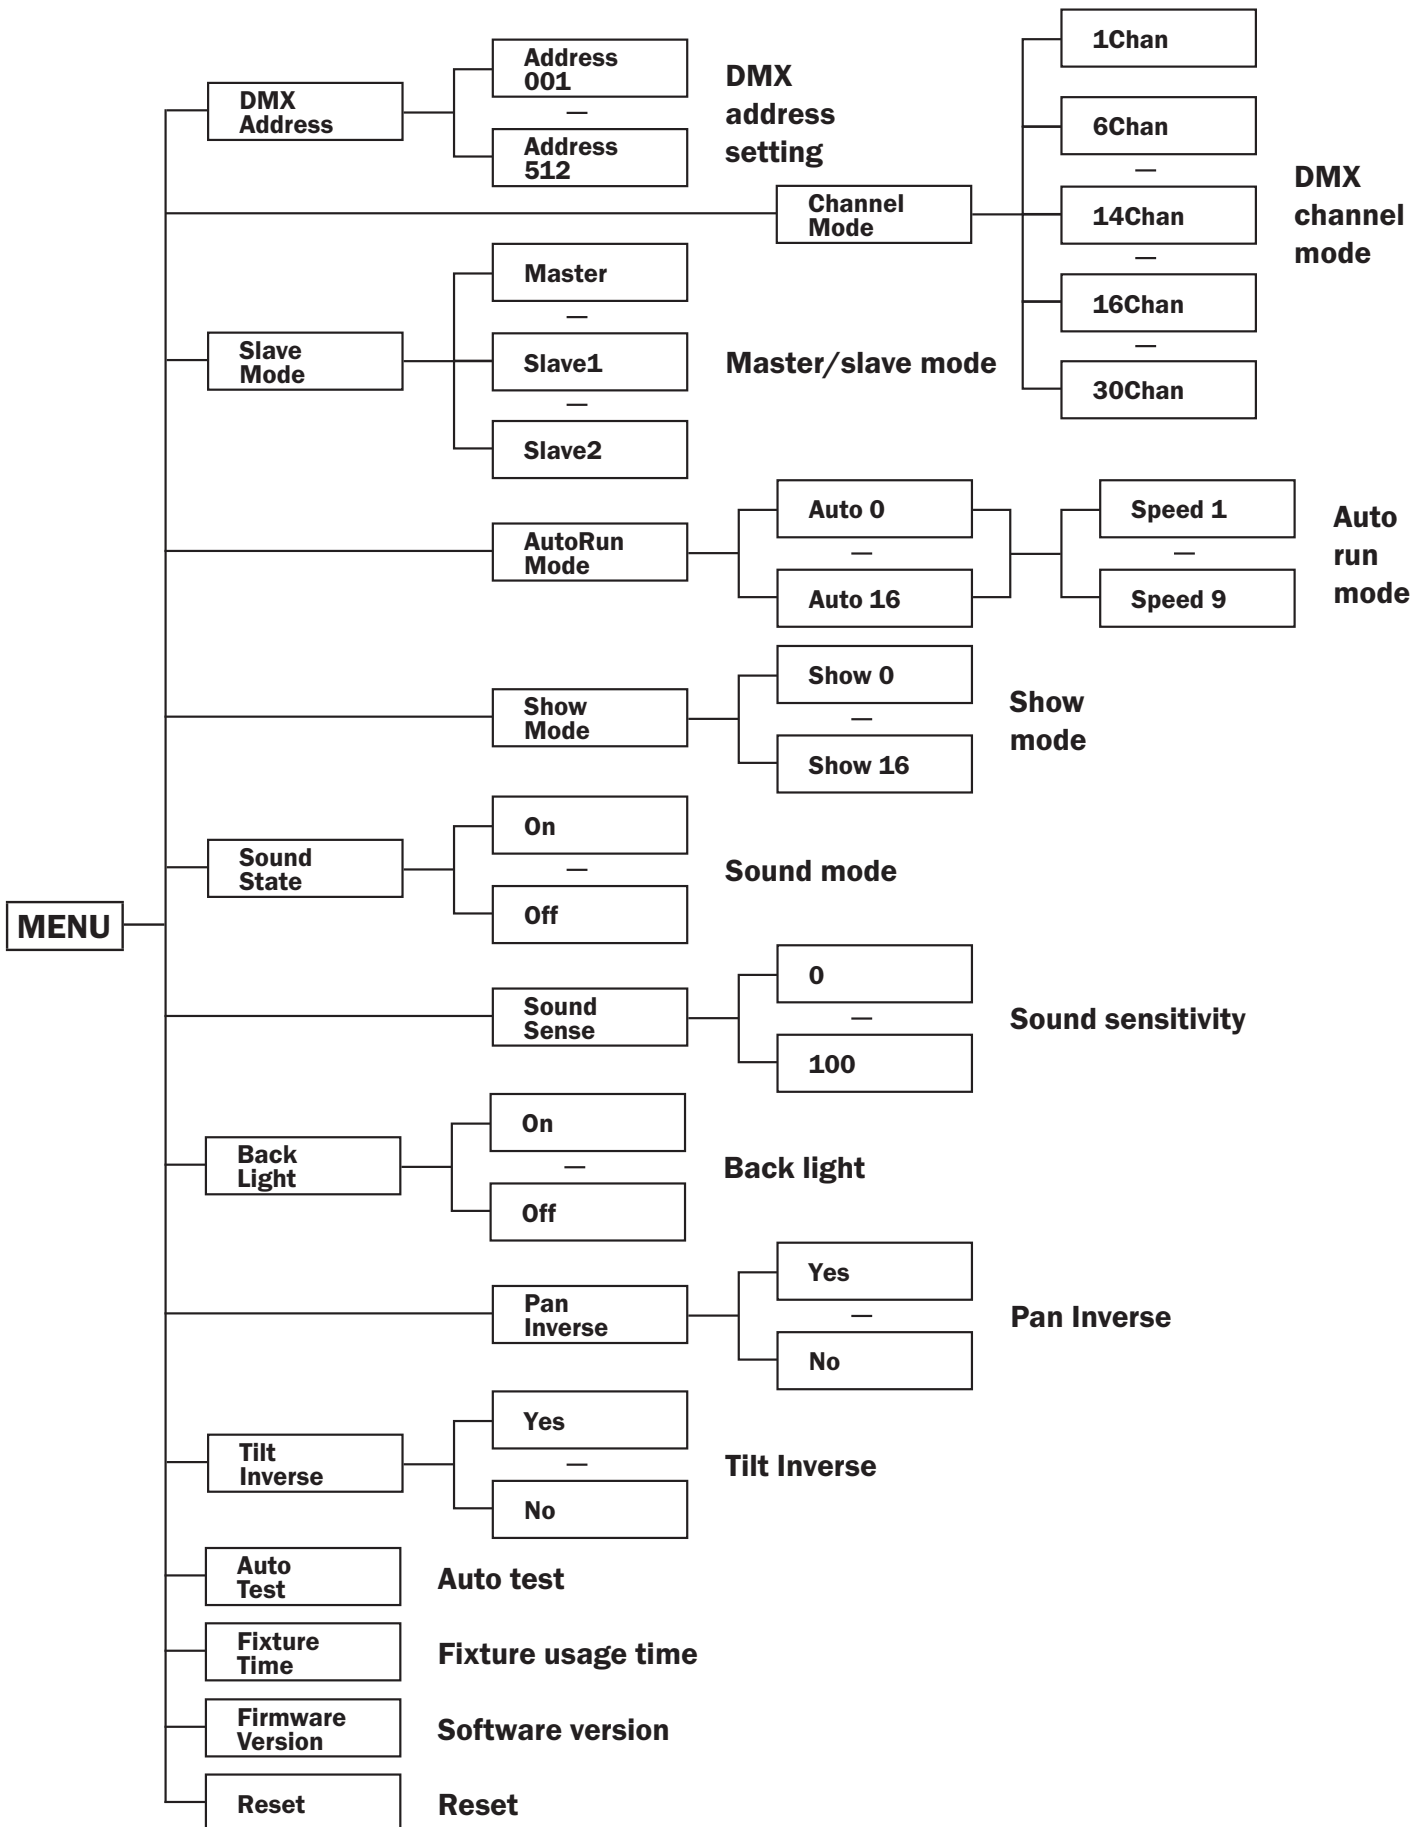 MENU
DMX
Address
Address
001
—
Address
512
DMX
address
setting
Channel
Mode
1Chan
6Chan
—
14Chan
—
16Chan
—
30Chan
DMX
channel
mode
Slave
Mode
Master
—
Slave1
—
Slave2
Master/slave mode
AutoRun
Mode
Auto 0
—
Auto 16
Speed 1
—
Speed 9
Auto
run
mode
Show
Mode
Show 0
—
Show 16
Show
mode
Sound
State
On
—
Off
Sound mode
Sound
Sense
0
—
100
Sound sensitivity
Back
Light
On
—
Off
Back light
Pan
Inverse
Yes
—
No
Pan Inverse
Tilt
Inverse
Yes
—
No
Tilt Inverse
Auto
Test
Auto test
Fixture
Time
Fixture usage time
Firmware
Version
Software version
Reset
Reset